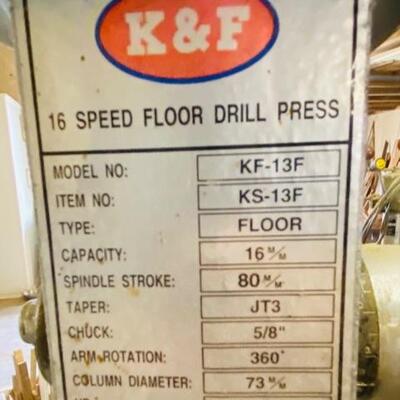 K&F
16 SPEED FLOOR DRILL PRESS
MODEL NO: KF-13F
ITEM NO: KS-13F
TYPE: FLOOR
CAPACITY: 16 M/M
SPINDLE STROKE: 80 M/M
TAPER: JT3
CHUCK: 5/8"
ARM ROTATION: 360°
COLUMN DIAMETER: 73 M/M